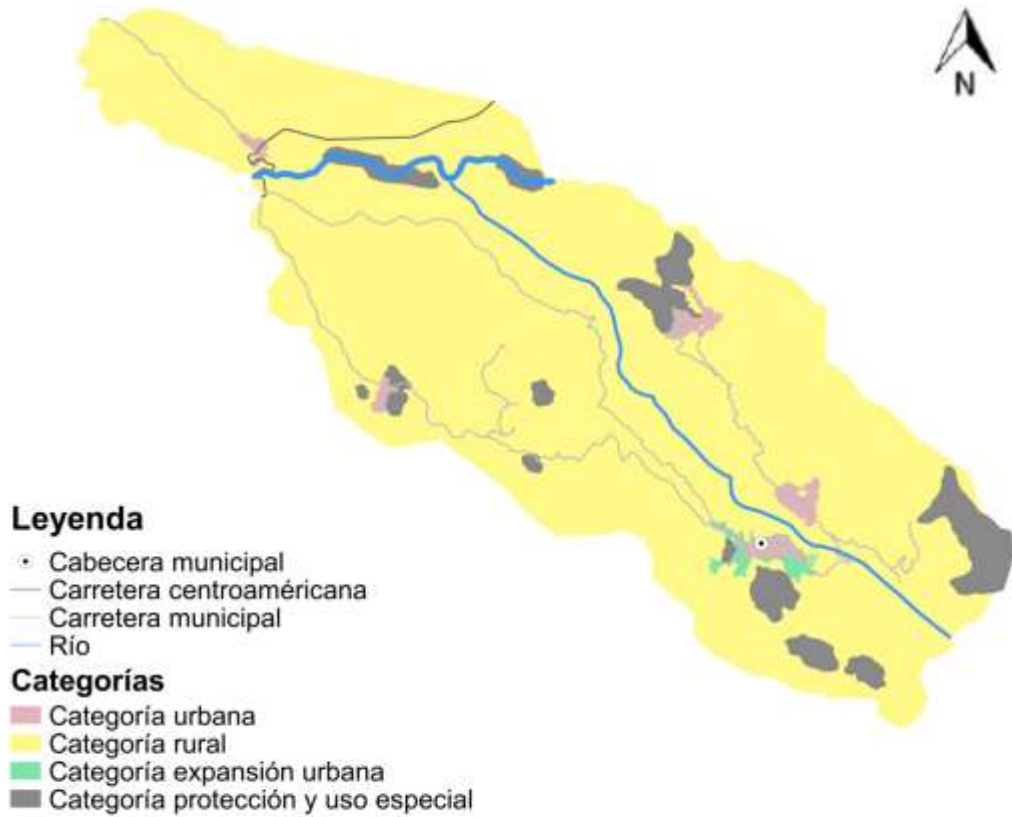 N
Leyenda
Cabecera municipal
Carretera centroaméricana
Carretera municipal
Río
Categorías
Categoría urbana
Categoría rural
Categoría expansión urbana
Categoría protección y uso especial